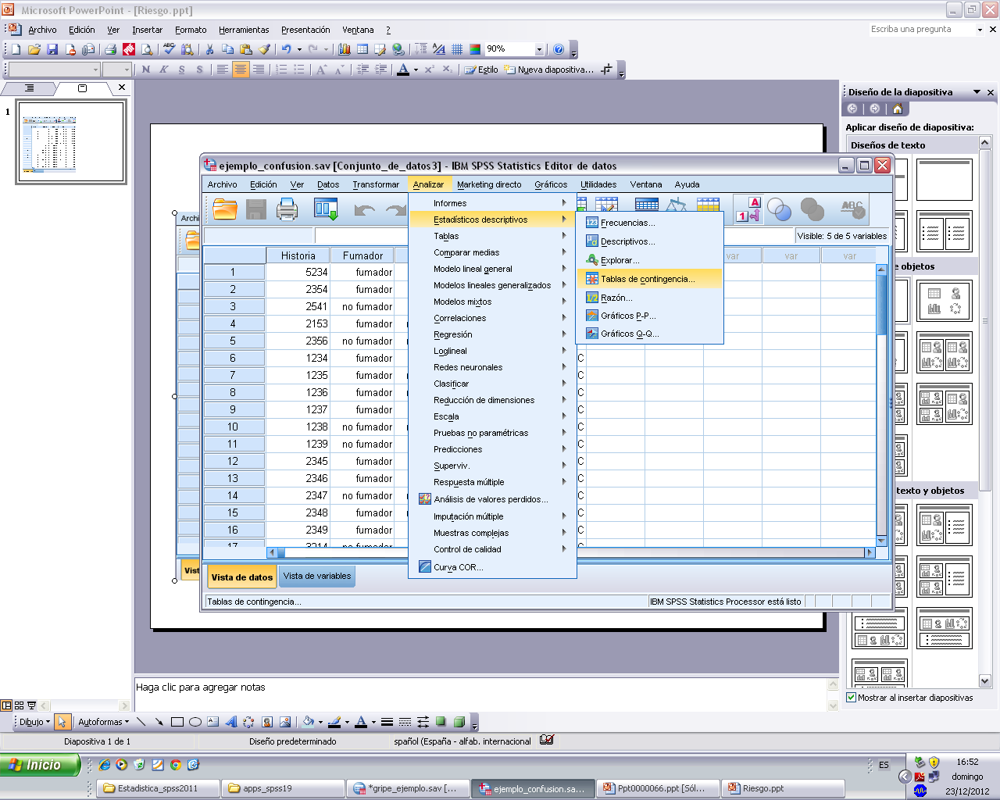 Microsoft PowerPoint - [Riesgo.ppt]
Archivo Edición Ver Insertar Formato Herramientas Presentación Ventana ?
Escriba una pregunta
90%
N K S S
Estilo Nueva diapositiva...
1
Diseño de la diapositiva
Aplicar diseño de diapositiva:
Diseños de texto
e objetos
texto y objetos
Mostrar al insertar diapositivas
Archi
Vist
ejemplo_confusion.sav [Conjunto_de_datos3] - IBM SPSS Statistics Editor de datos
Archivo Edición Ver Datos Transformar Analizar Marketing directo Gráficos Utilidades Ventana Ayuda
Visible: 5 de 5 variables
Historia Fumador var var var
1 5234 fumador
2 2354 fumador
3 2541 no fumador
4 2153 fumador
5 2356 no fumador
6 1234 fumador C
7 1235 fumador C
8 1236 fumador C
9 1237 fumador C
10 1238 no fumador C
11 1239 no fumador C
12 2345 fumador C
13 2346 fumador C
14 2347 no fumador C
15 2348 fumador C
16 2349 fumador C
17 3214 no fumador C
Informes
Estadísticos descriptivos
Tablas
Comparar medias
Modelo lineal general
Modelos lineales generalizados
Modelos mixtos
Correlaciones
Regresión
Loglineal
Redes neuronales
Clasificar
Reducción de dimensiones
Escala
Pruebas no paramétricas
Predicciones
Superviv.
Respuesta múltiple
Análisis de valores perdidos...
Imputación múltiple
Muestras complejas
Control de calidad
Curva COR...
Frecuencias...
Descriptivos...
Explorar...
Tablas de contingencia...
Razón...
Gráficos P-P...
Gráficos Q-Q...
Vista de datos Vista de variables
Tablas de contingencia...
IBM SPSS Statistics Processor está listo
Haga clic para agregar notas
Dibujo Autoformas
Diapositiva 1 de 1 Diseño predeterminado spañol (España - alfab. internacional
Inicio
ES
16:52
domingo
23/12/2012
Estadistica_spss2011 apps_spss19 *gripe_ejemplo.sav [... ejemplo_confusion.sa... Ppt0000066.ppt [Sól... Riesgo.ppt